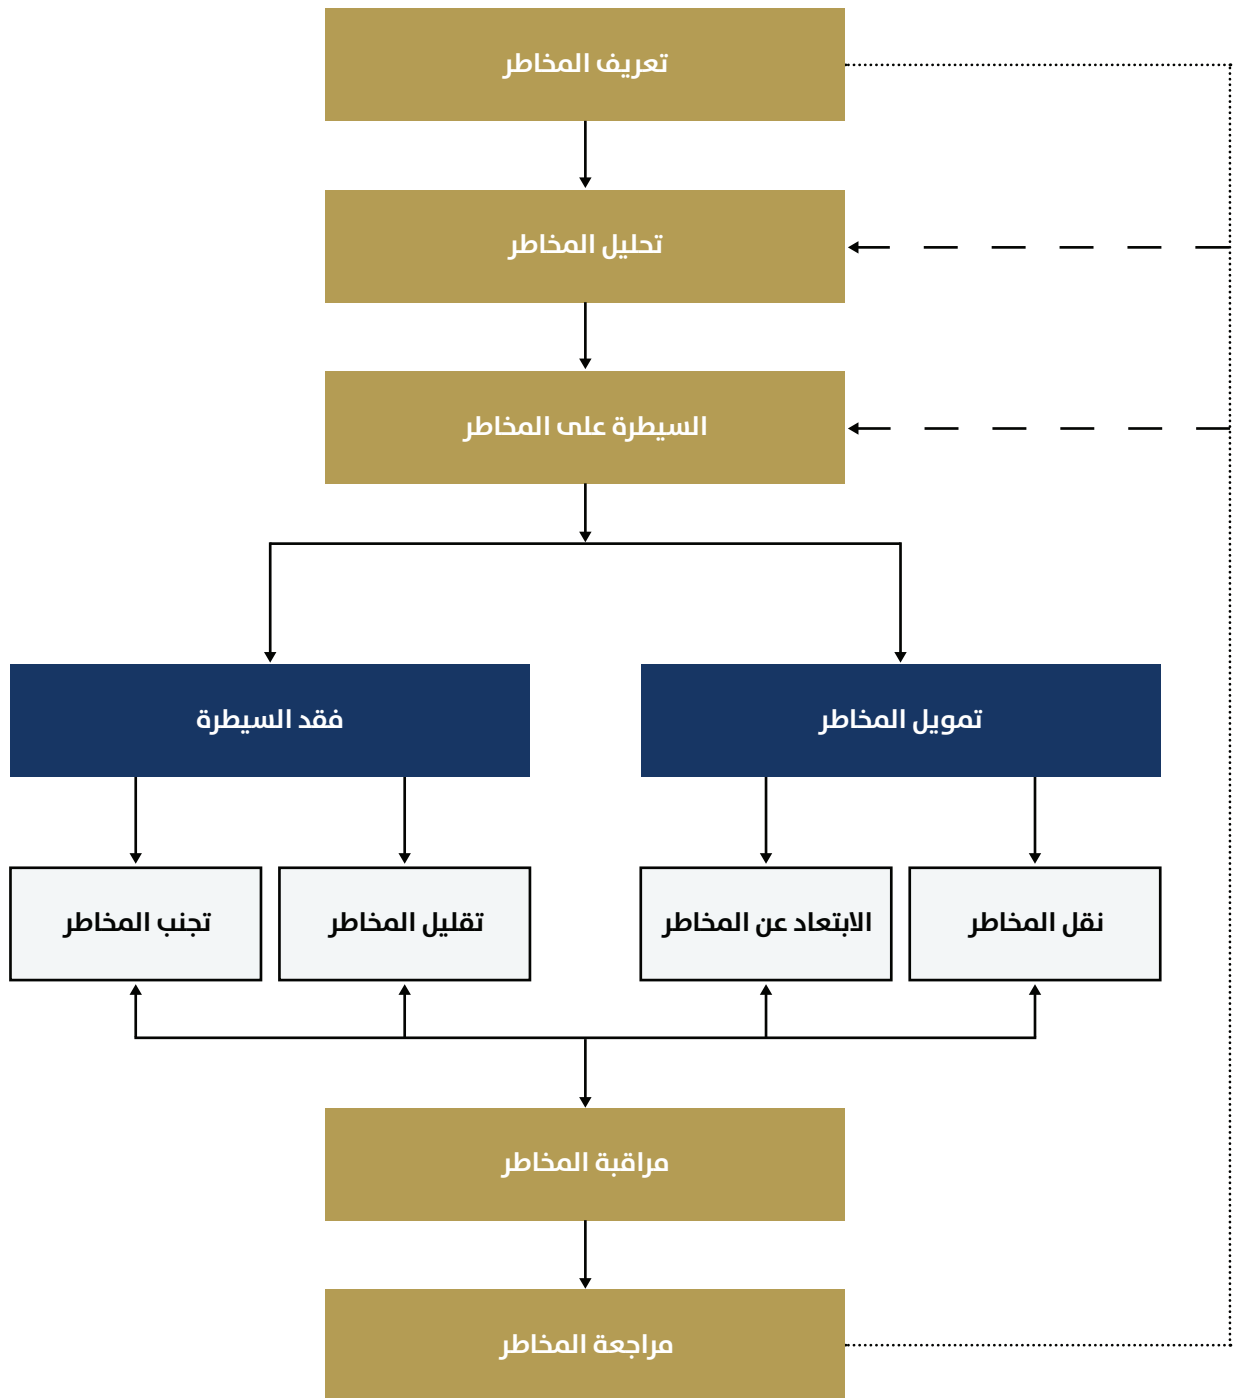 تعريف المخاطر
تحليل المخاطر
السيطرة على المخاطر
تمويل المخاطر
فقد السيطرة
نقل المخاطر
الابتعاد عن المخاطر
تقليل المخاطر
تجنب المخاطر
مراقبة المخاطر
مراجعة المخاطر